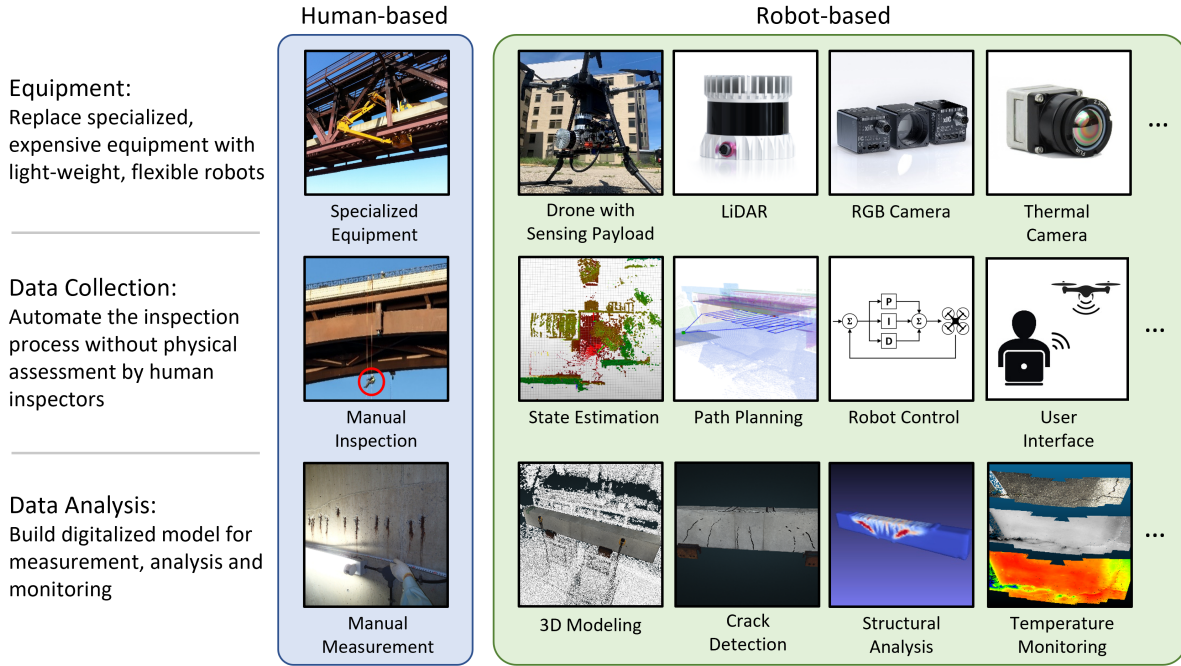 Human-based
Robot-based
Equipment:
Replace specialized,
expensive equipment with
light-weight, flexible robots
Specialized
Equipment
Drone with
Sensing Payload
LiDAR
RGB Camera
Thermal
Camera
...
Data Collection:
Automate the inspection
process without physical
assessment by human
inspectors
Manual
Inspection
State Estimation
Path Planning
Σ
P
I
D
Σ
Robot Control
User
Interface
...
Data Analysis:
Build digitalized model for
measurement, analysis and
monitoring
Manual
Measurement
3D Modeling
Crack
Detection
Structural
Analysis
Temperature
Monitoring
...